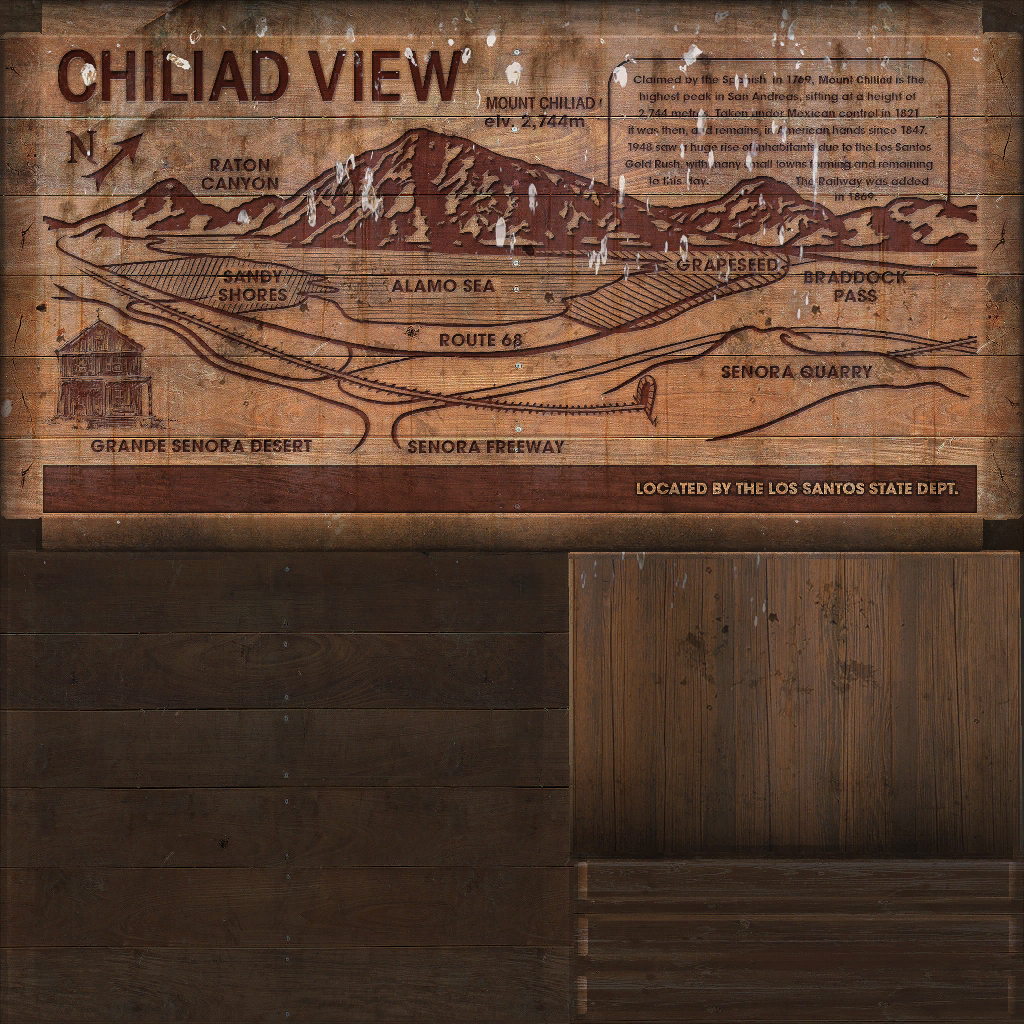 CHILIAD VIEW
MOUNT CHILIAD
elv. 2,744m
Claimed by the Spanish in 1769, Mount Chiliad is the
highest peak in San Andreas, sitting at a height of
2,744 metres. Taken under Mexican control in 1821
it was then, and remains, in American hands since 1847.
1948 saw a huge rise of inhabitants due to the Los Santos
Gold Rush, with many small towns forming and remaining
to this day. The Railway was added
in 1869.
N
RATON
CANYON
SANDY
SHORES
ALAMO SEA
GRAPESEED
BRADDOCK
PASS
ROUTE 68
SENORA QUARRY
GRANDE SENORA DESERT
SENORA FREEWAY
LOCATED BY THE LOS SANTOS STATE DEPT.